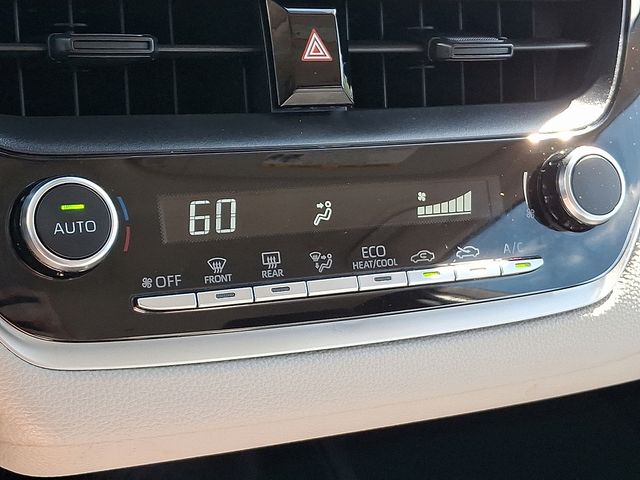 AUTO
60
OFF
FRONT
REAR
ECO
HEAT/COOL
A/C